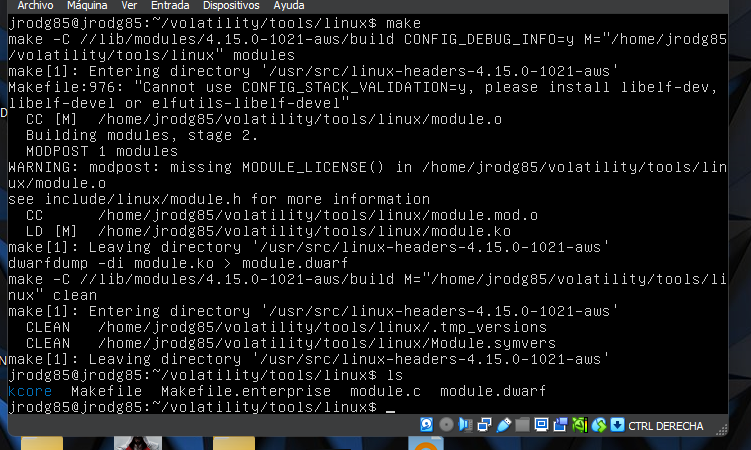 Archivo Máquina Ver Entrada Dispositivos Ayuda
jrodg85@jrodg85:~/volatility/tools/linux$ make
make -C //lib/modules/4.15.0-1021-aws/build CONFIG_DEBUG_INFO=y M="/home/jrodg85
/volatility/tools/linux" modules
make[1]: Entering directory '/usr/src/linux-headers-4.15.0-1021-aws'
Makefile:976: "Cannot use CONFIG_STACK_VALIDATION=y, please install libelf-dev,
libelf-devel or elfutils-libelf-devel"
  CC [M]  /home/jrodg85/volatility/tools/linux/module.o
  Building modules, stage 2.
  MODPOST 1 modules
WARNING: modpost: missing MODULE_LICENSE() in /home/jrodg85/volatility/tools/lin
ux/module.o
see include/linux/module.h for more information
  CC      /home/jrodg85/volatility/tools/linux/module.mod.o
  LD [M]  /home/jrodg85/volatility/tools/linux/module.ko
make[1]: Leaving directory '/usr/src/linux-headers-4.15.0-1021-aws'
dwarfdump -di module.ko > module.dwarf
make -C //lib/modules/4.15.0-1021-aws/build M="/home/jrodg85/volatility/tools/li
nux" clean
make[1]: Entering directory '/usr/src/linux-headers-4.15.0-1021-aws'
  CLEAN   /home/jrodg85/volatility/tools/linux/.tmp_versions
  CLEAN   /home/jrodg85/volatility/tools/linux/Module.symvers
make[1]: Leaving directory '/usr/src/linux-headers-4.15.0-1021-aws'
jrodg85@jrodg85:~/volatility/tools/linux$ ls
kcore  Makefile  Makefile.enterprise  module.c  module.dwarf
jrodg85@jrodg85:~/volatility/tools/linux$ _
CTRL DERECHA